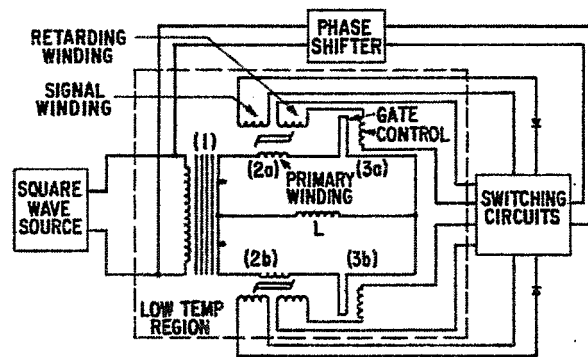 PHASE
SHIFTER
RETARDING
WINDING
SIGNAL
WINDING
GATE
CONTROL
(1)
(2a)
(3a)
PRIMARY
WINDING
SQUARE
WAVE
SOURCE
L
SWITCHING
CIRCUITS
(2b)
(3b)
LOW TEMP
REGION